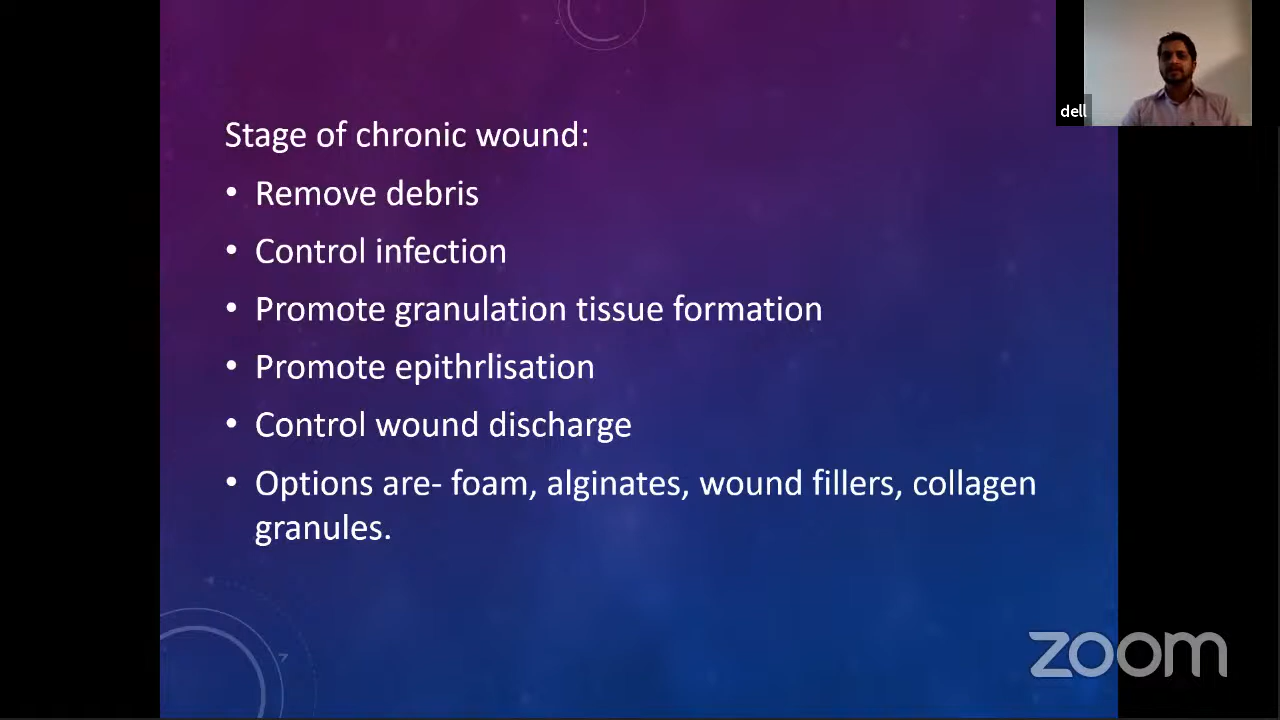 Stage of chronic wound:
• Remove debris
• Control infection
• Promote granulation tissue formation
• Promote epithrlisation
• Control wound discharge
• Options are- foam, alginates, wound fillers, collagen
granules.
dell
zoom